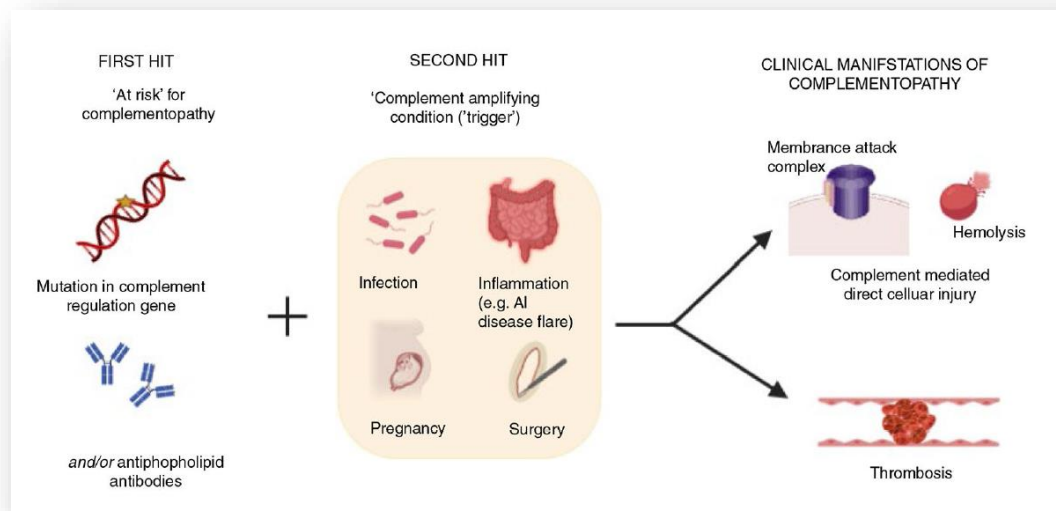 FIRST HIT
'At risk' for
complementopathy
Mutation in complement
regulation gene
and/or antiphopholipid
antibodies
SECOND HIT
'Complement amplifying
condition ('trigger')
Infection
Inflammation
(e.g. AI
disease flare)
Pregnancy
Surgery
CLINICAL MANIFSTATIONS OF
COMPLEMENTOPATHY
Membrance attack
complex
Hemolysis
Complement mediated
direct celluar injury
Thrombosis